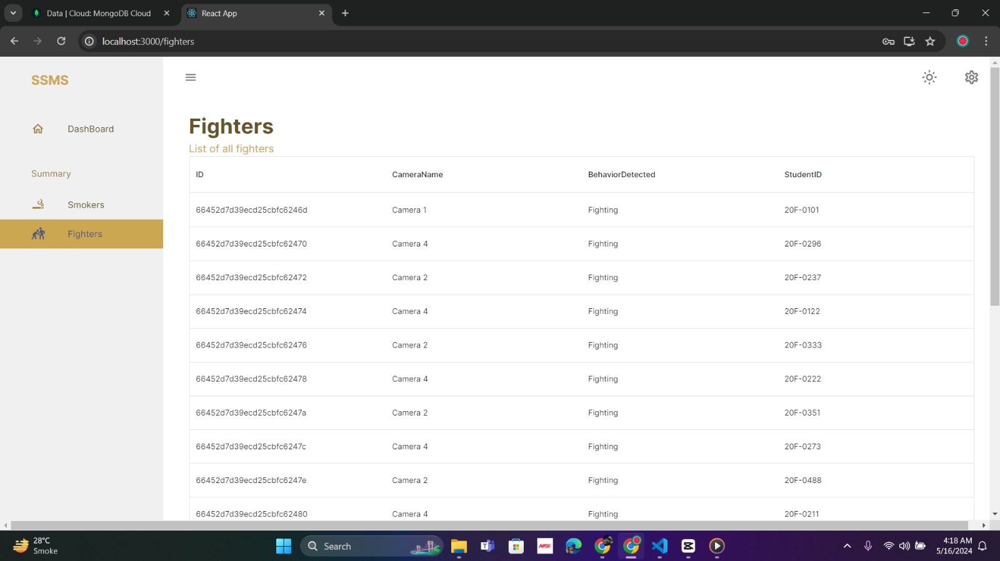 Data | Cloud: MongoDB Cloud
React App
localhost:3000/fighters
SSMS
DashBoard
Summary
Smokers
Fighters
Fighters
List of all fighters
ID CameraName BehaviorDetected StudentID
66452d7d39ecd25cbfc6246d Camera 1 Fighting 20F-0101
66452d7d39ecd25cbfc62470 Camera 4 Fighting 20F-0296
66452d7d39ecd25cbfc62472 Camera 2 Fighting 20F-0237
66452d7d39ecd25cbfc62474 Camera 4 Fighting 20F-0122
66452d7d39ecd25cbfc62476 Camera 2 Fighting 20F-0333
66452d7d39ecd25cbfc62478 Camera 4 Fighting 20F-0222
66452d7d39ecd25cbfc6247a Camera 2 Fighting 20F-0351
66452d7d39ecd25cbfc6247c Camera 4 Fighting 20F-0273
66452d7d39ecd25cbfc6247e Camera 2 Fighting 20F-0488
66452d7d39ecd25cbfc62480 Camera 4 Fighting 20F-0211
28°C
Smoke
Search
NFS
4:18 AM
5/16/2024